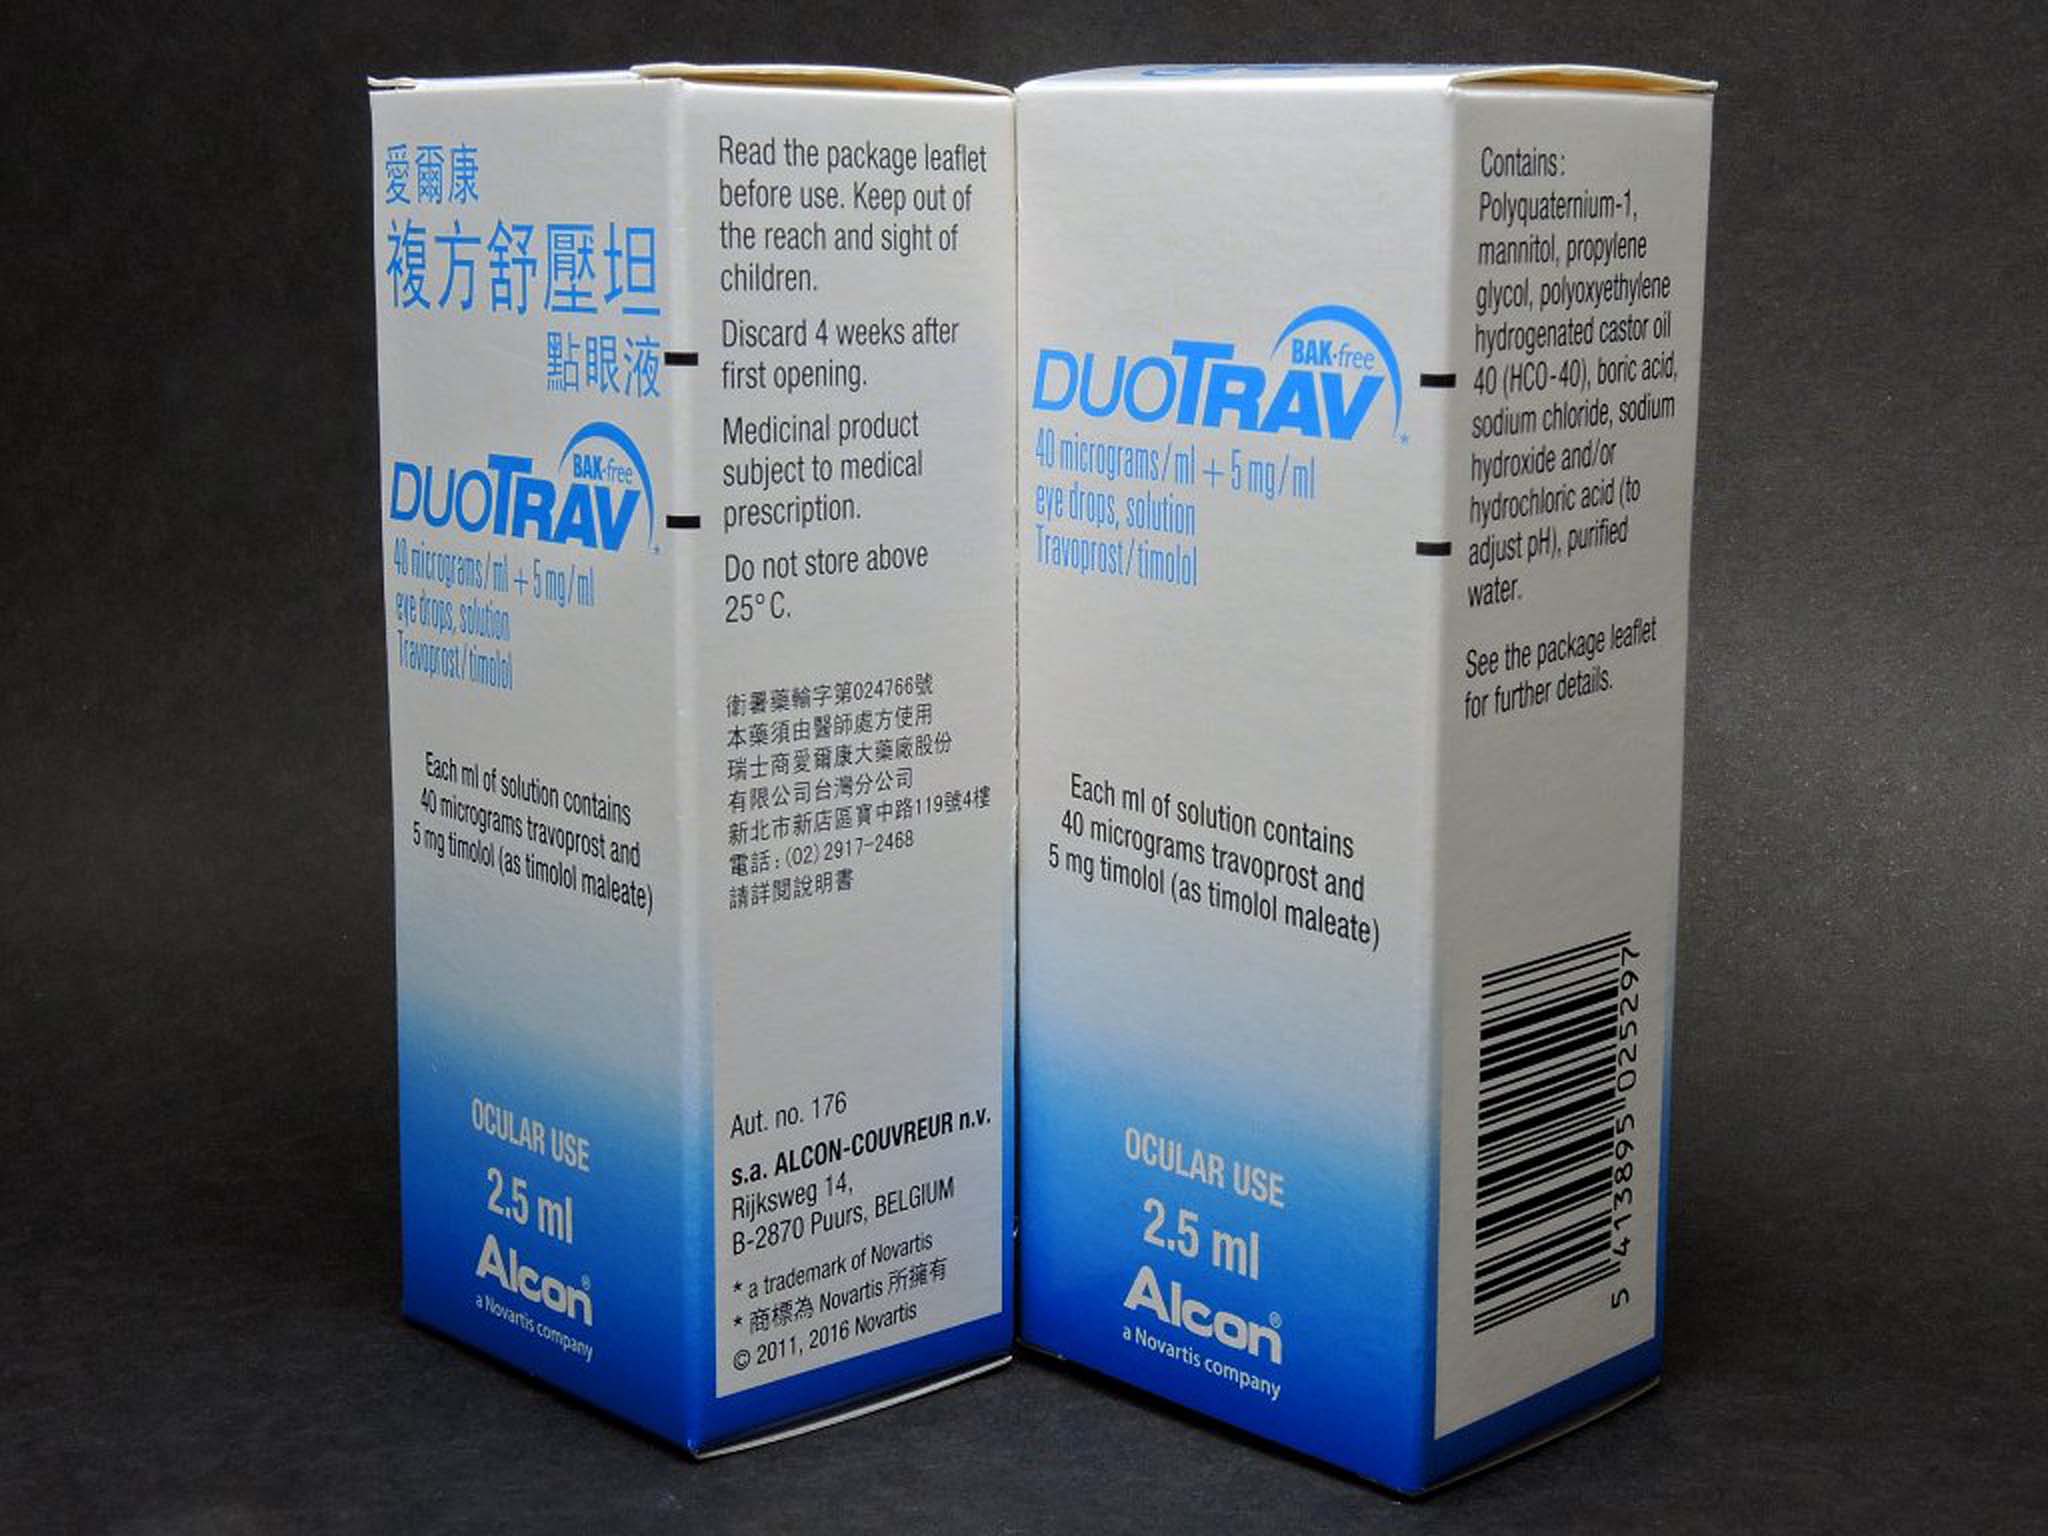 愛爾康
複方舒壓坦
點眼液
BAK-free
DUOTRAV
*
40 micrograms/ml + 5 mg/ml
eye drops, solution
Travoprost/timolol
Each ml of solution contains
40 micrograms travoprost and
5 mg timolol (as timolol maleate)
OCULAR USE
2.5 ml
Alcon®
a Novartis company
Read the package leaflet
before use. Keep out of
the reach and sight of
children.
Discard 4 weeks after
first opening.
Medicinal product
subject to medical
prescription.
Do not store above
25° C.
衛署藥輸字第024766號
本藥須由醫師處方使用
瑞士商愛爾康大藥廠股份
有限公司台灣分公司
新北市新店區寶中路119號4樓
電話:(02)2917-2468
請詳閱說明書
Aut. no. 176
s.a. ALCON-COUVREUR n.v.
Rijksweg 14,
B-2870 Puurs, BELGIUM
* a trademark of Novartis
* 商標為 Novartis 所擁有
© 2011, 2016 Novartis
BAK-free
DUOTRAV
*
40 micrograms/ml + 5 mg/ml
eye drops, solution
Travoprost/timolol
Each ml of solution contains
40 micrograms travoprost and
5 mg timolol (as timolol maleate)
OCULAR USE
2.5 ml
Alcon®
a Novartis company
Contains:
Polyquaternium-1,
mannitol, propylene
glycol, polyoxyethylene
hydrogenated castor oil
40 (HCO-40), boric acid,
sodium chloride, sodium
hydroxide and/or
hydrochloric acid (to
adjust pH), purified
water.
See the package leaflet
for further details.
5 413895 025297